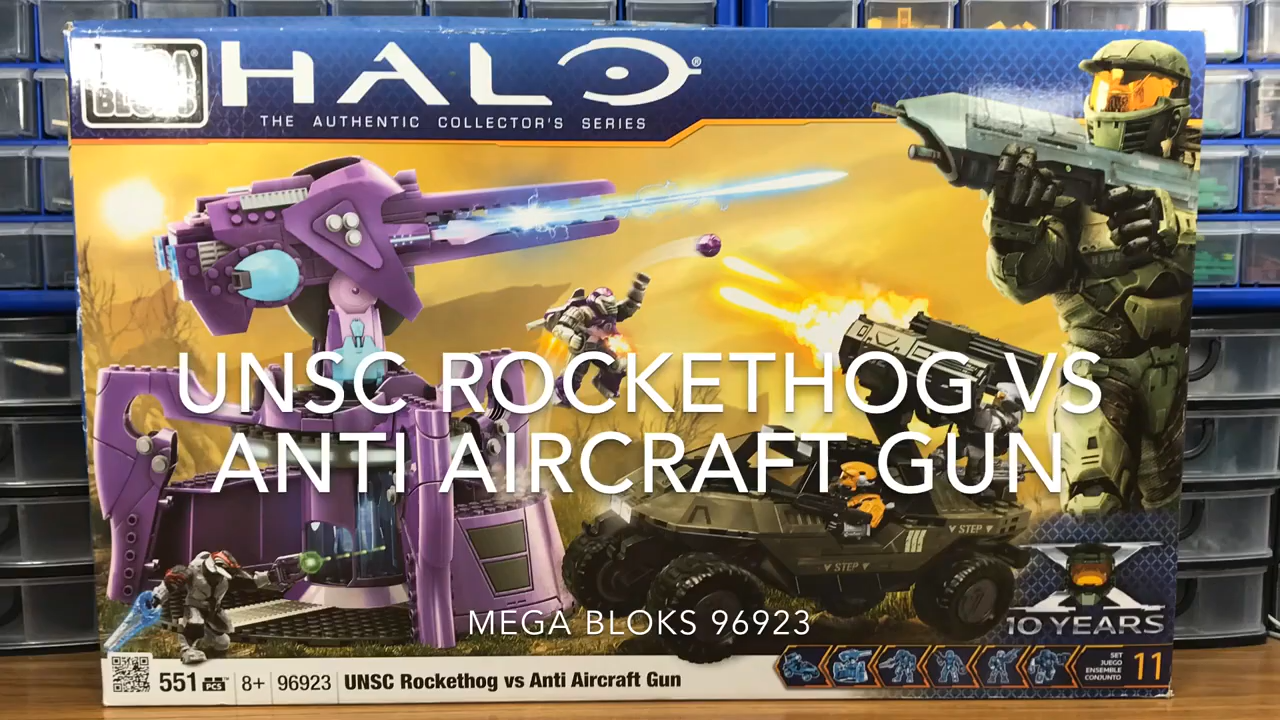 MEGA
BLOKS
HALO®
THE AUTHENTIC COLLECTOR'S SERIES
UNSC ROCKETHOG VS
ANTI AIRCRAFT GUN
STEP
STEP
MEGA BLOKS 96923
10 YEARS
551 PCS 8+ 96923 UNSC Rockethog vs Anti Aircraft Gun
SET
JUEGO
ENSEMBLE
CONJUNTO
11